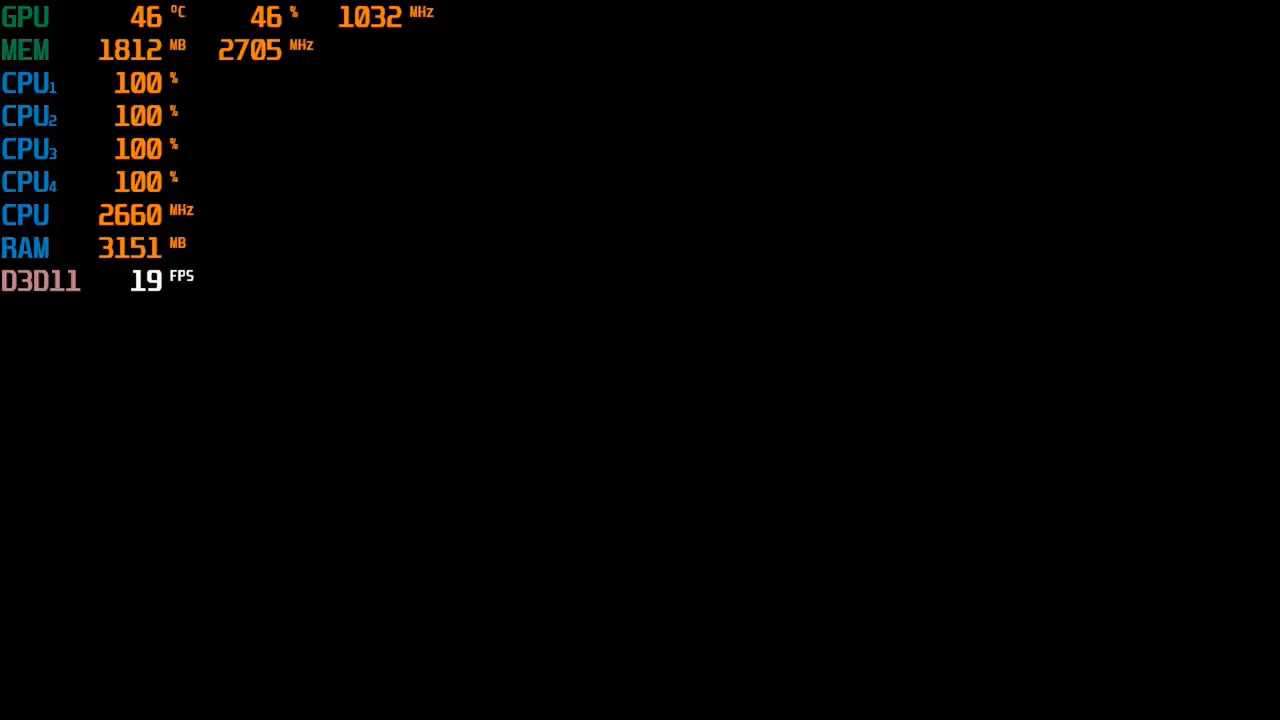 GPU 46 °C 46 % 1032 MHz
MEM 1812 MB 2705 MHz
CPU1 100 %
CPU2 100 %
CPU3 100 %
CPU4 100 %
CPU 2660 MHz
RAM 3151 MB
D3D11 19 FPS